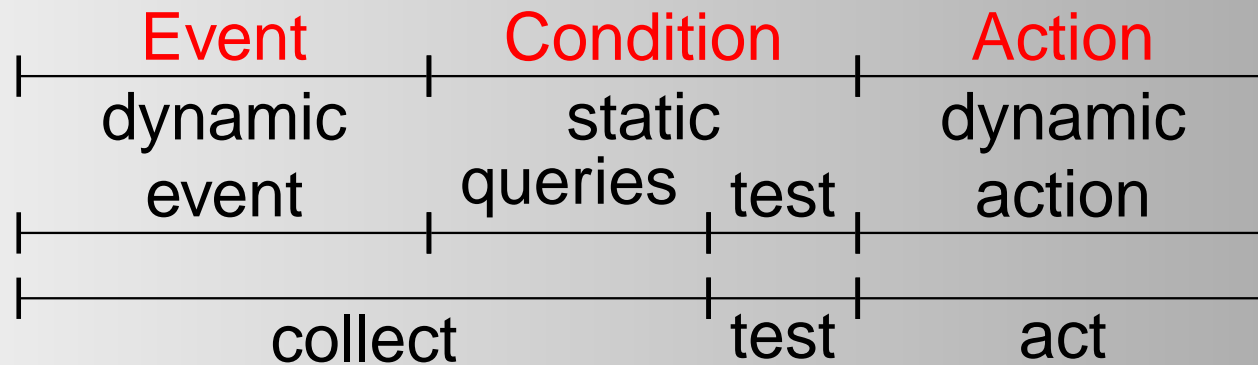 Event Condition Action
dynamic static dynamic
event queries test action
collect test act